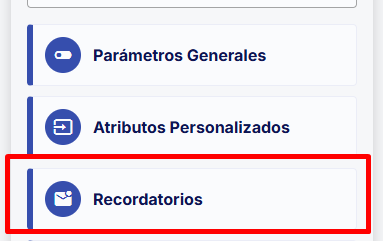 Parámetros Generales
Atributos Personalizados
Recordatorios